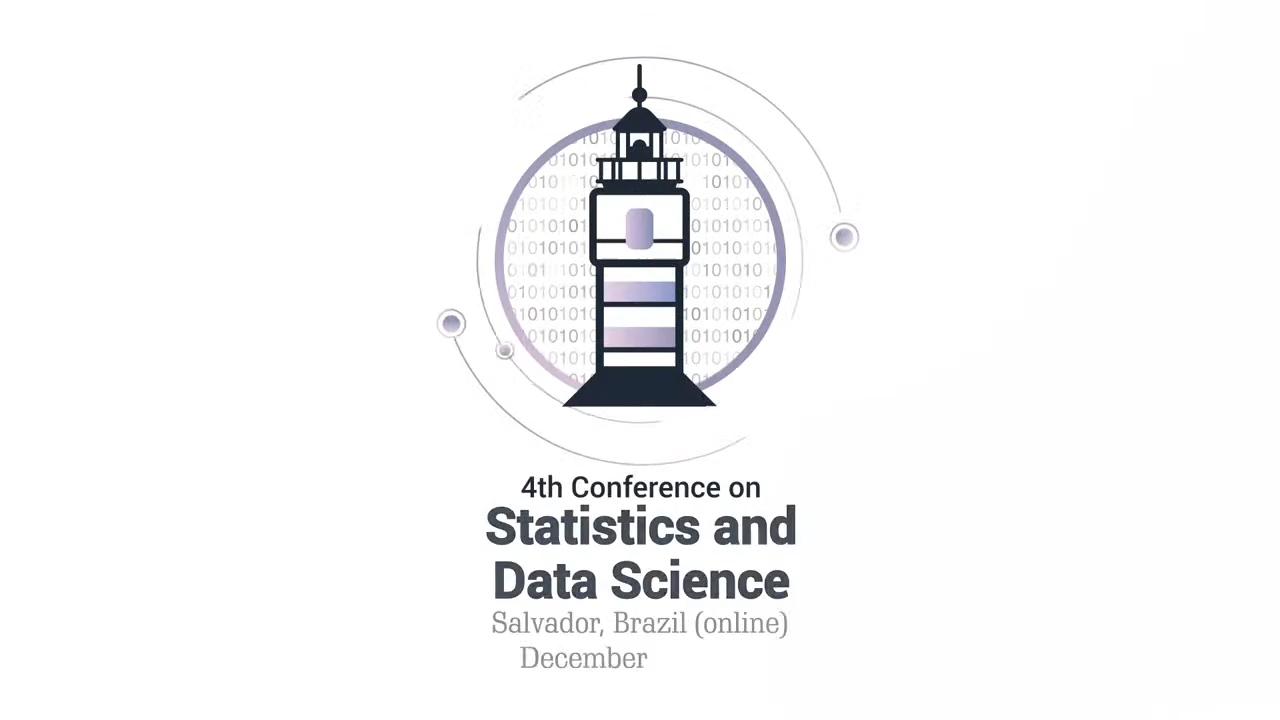 4th Conference on
Statistics and
Data Science
Salvador, Brazil (online)
December